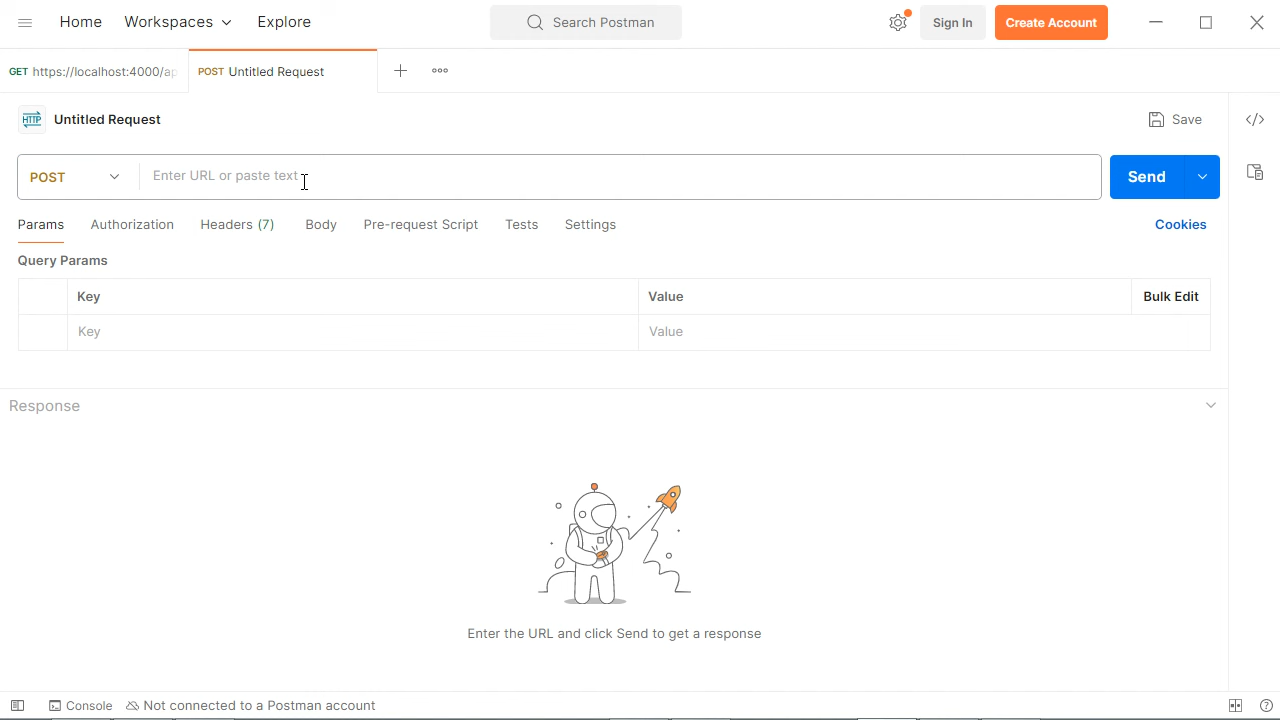 Home Workspaces Explore Search Postman Sign In Create Account
GET https://localhost:4000/ap POST Untitled Request
HTTP Untitled Request Save </>
POST Enter URL or paste text Send
Params Authorization Headers (7) Body Pre-request Script Tests Settings Cookies
Query Params
Key Value Bulk Edit
Key Value
Response
Enter the URL and click Send to get a response
Console Not connected to a Postman account